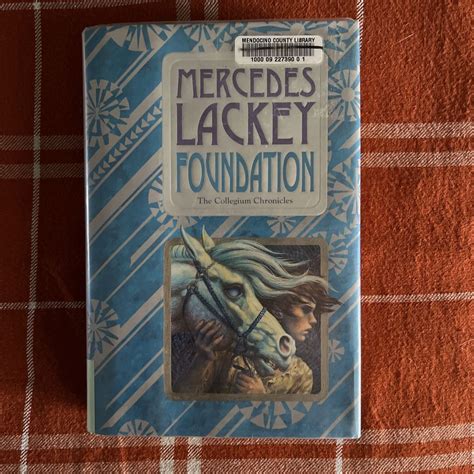 MENDOCINO COUNTY LIBRARY
1000 09 227390 0 1
MERCEDES
LACKEY
FOUNDATION
The Collegium Chronicles